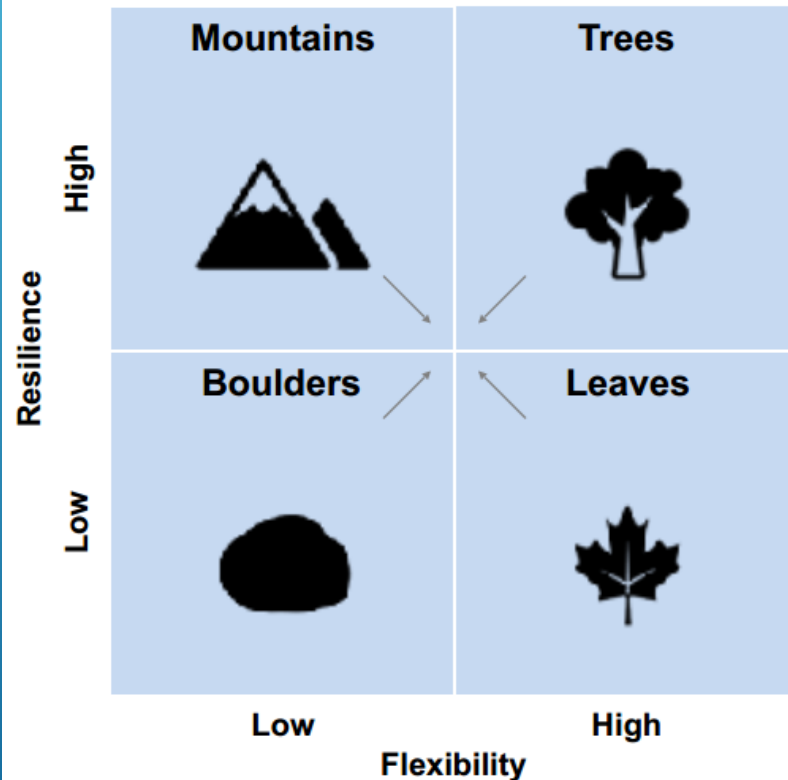 Mountains
Trees
High
Resilience
Boulders
Leaves
Low
Low
High
Flexibility